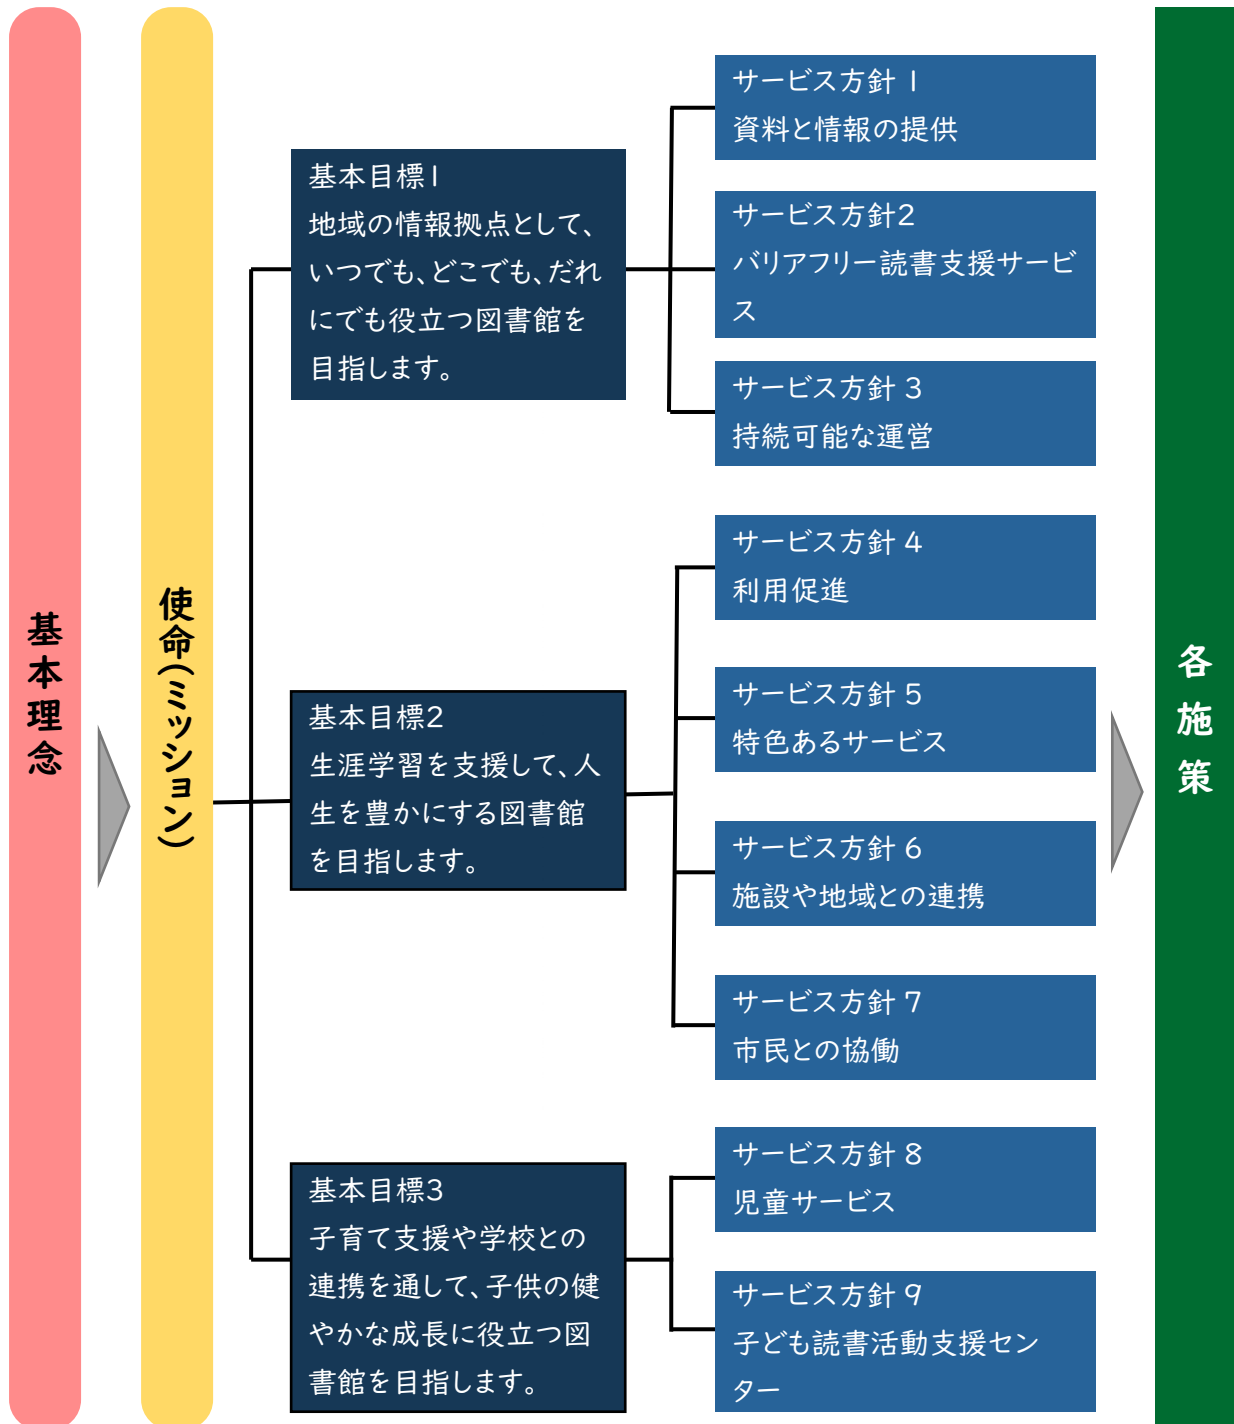 基本理念
使命(ミッション)
基本目標1
地域の情報拠点として、
いつでも、どこでも、だれ
にでも役立つ図書館を
目指します。
サービス方針 1
資料と情報の提供
サービス方針2
バリアフリー読書支援サービ
ス
サービス方針 3
持続可能な運営
基本目標2
生涯学習を支援して、人
生を豊かにする図書館
を目指します。
サービス方針 4
利用促進
サービス方針 5
特色あるサービス
サービス方針 6
施設や地域との連携
サービス方針 7
市民との協働
基本目標3
子育て支援や学校との
連携を通して、子供の健
やかな成長に役立つ図
書館を目指します。
サービス方針 8
児童サービス
サービス方針 9
子ども読書活動支援セン
ター
各施策